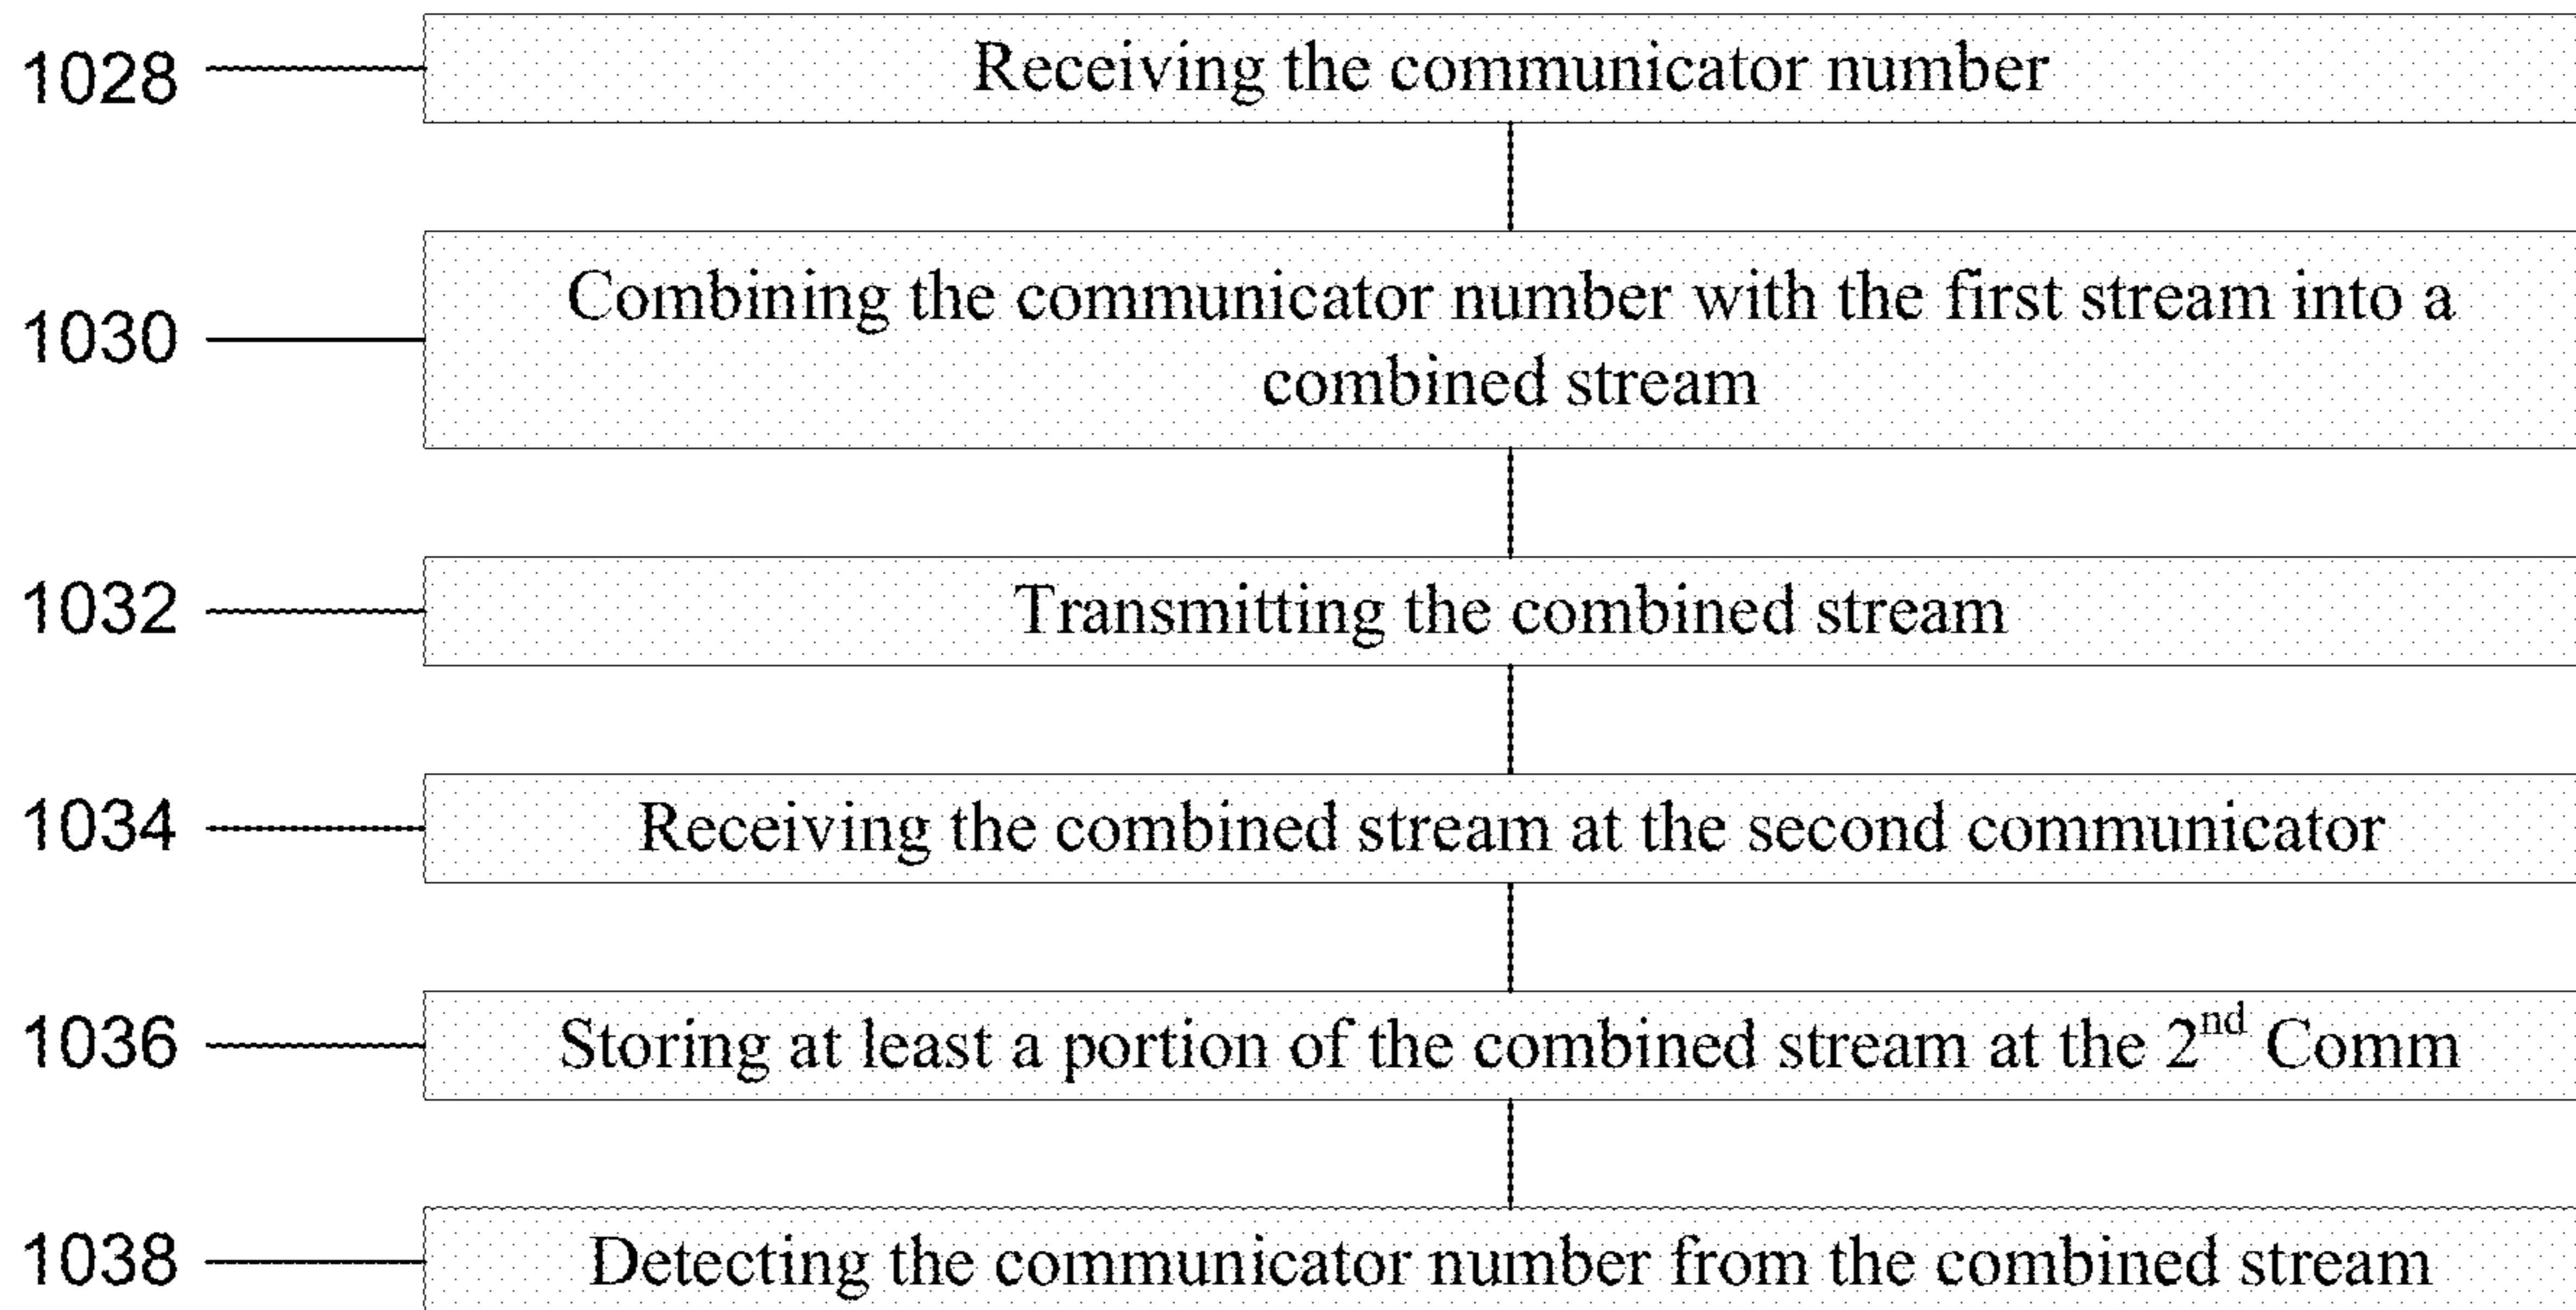 1028 Receiving the communicator number
1030 Combining the communicator number with the first stream into a
combined stream
1032 Transmitting the combined stream
1034 Receiving the combined stream at the second communicator
1036 Storing at least a portion of the combined stream at the 2nd Comm
1038 Detecting the communicator number from the combined stream